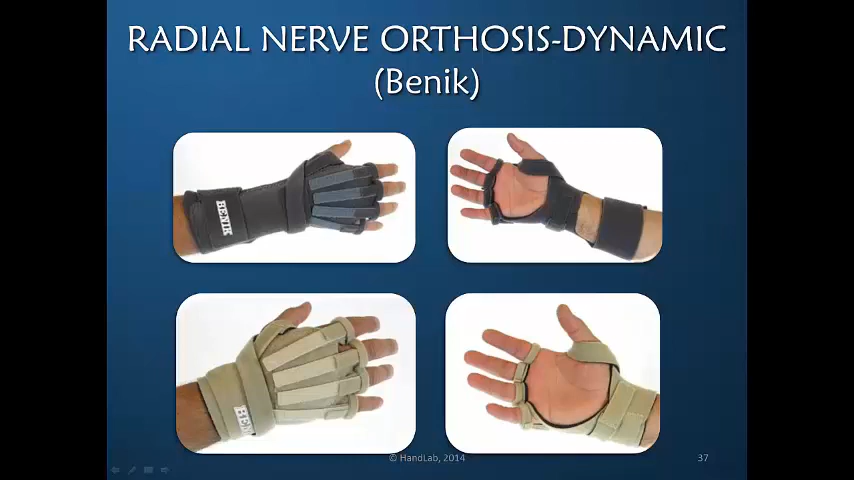 RADIAL NERVE ORTHOSIS-DYNAMIC
(Benik)
BENIK
BENIK
© HandLab, 2014
37